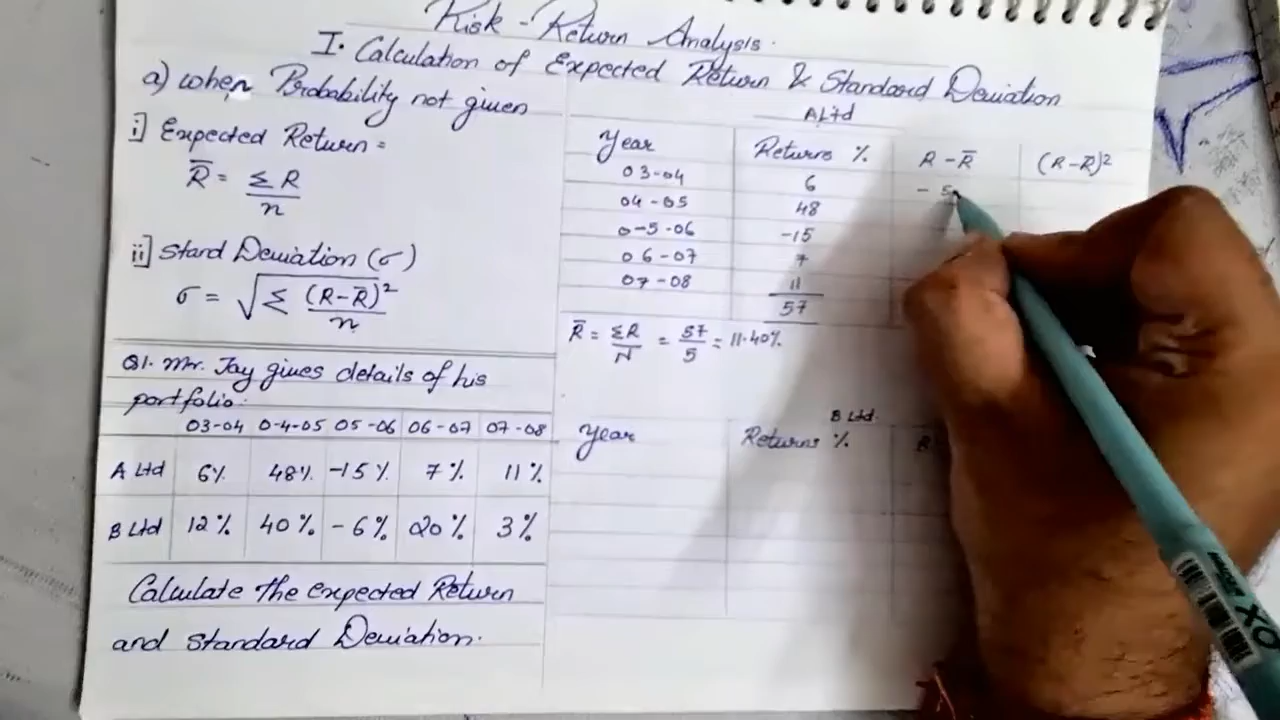 Risk - Return Analysis.
I. Calculation of Expected Return & Standard Deviation
a) when Probability not given
i] Expected Return =
R̅ = ΣR
n
ii] Stard Deviation (σ)
σ = √Σ (R-R̅)²
n
Q1. Mr. Jay gives details of his
portfolio.
03-04 0-4-05 05-06 06-07 07-08
A Ltd 6% 48% -15% 7% 11%
B Ltd 12% 40% -6% 20% 3%
Calculate the expected Return
and Standard Deviation.
A Ltd
Year Returns % R - R̅ (R-R̅)²
03-04 6 - 5
04-05 48
0-5-06 -15
06-07 7
07-08 11
57
R̅ = ΣR = 57 = 11.40%
N 5
B Ltd.
Year Returns % R
XO